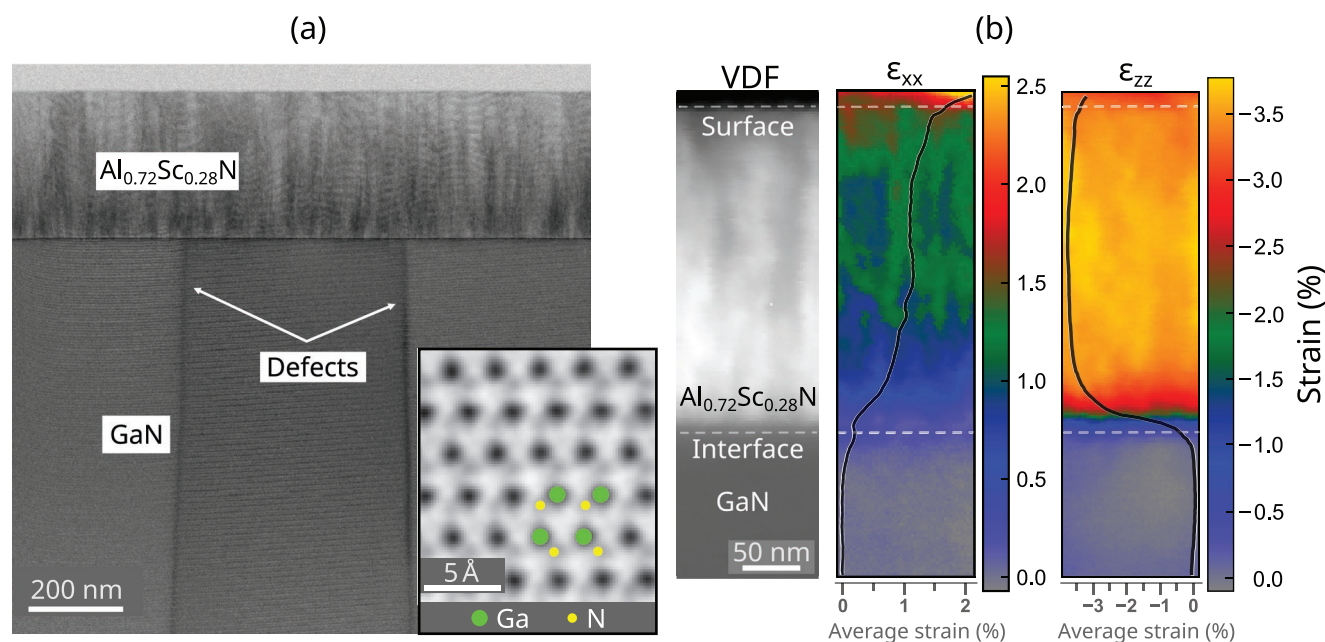 (a)
Al0.72Sc0.28N
Defects
GaN
200 nm
5 Å
Ga N
(b)
VDF
Surface
Al0.72Sc0.28N
Interface
GaN
50 nm
εxx
2.5
2.0
1.5
1.0
0.5
0.0
0 1 2
Average strain (%)
εzz
−3.5
−3.0
−2.5
−2.0
−1.5
−1.0
−0.5
0.0
−3 −2 −1 0
Average strain (%)
Strain (%)